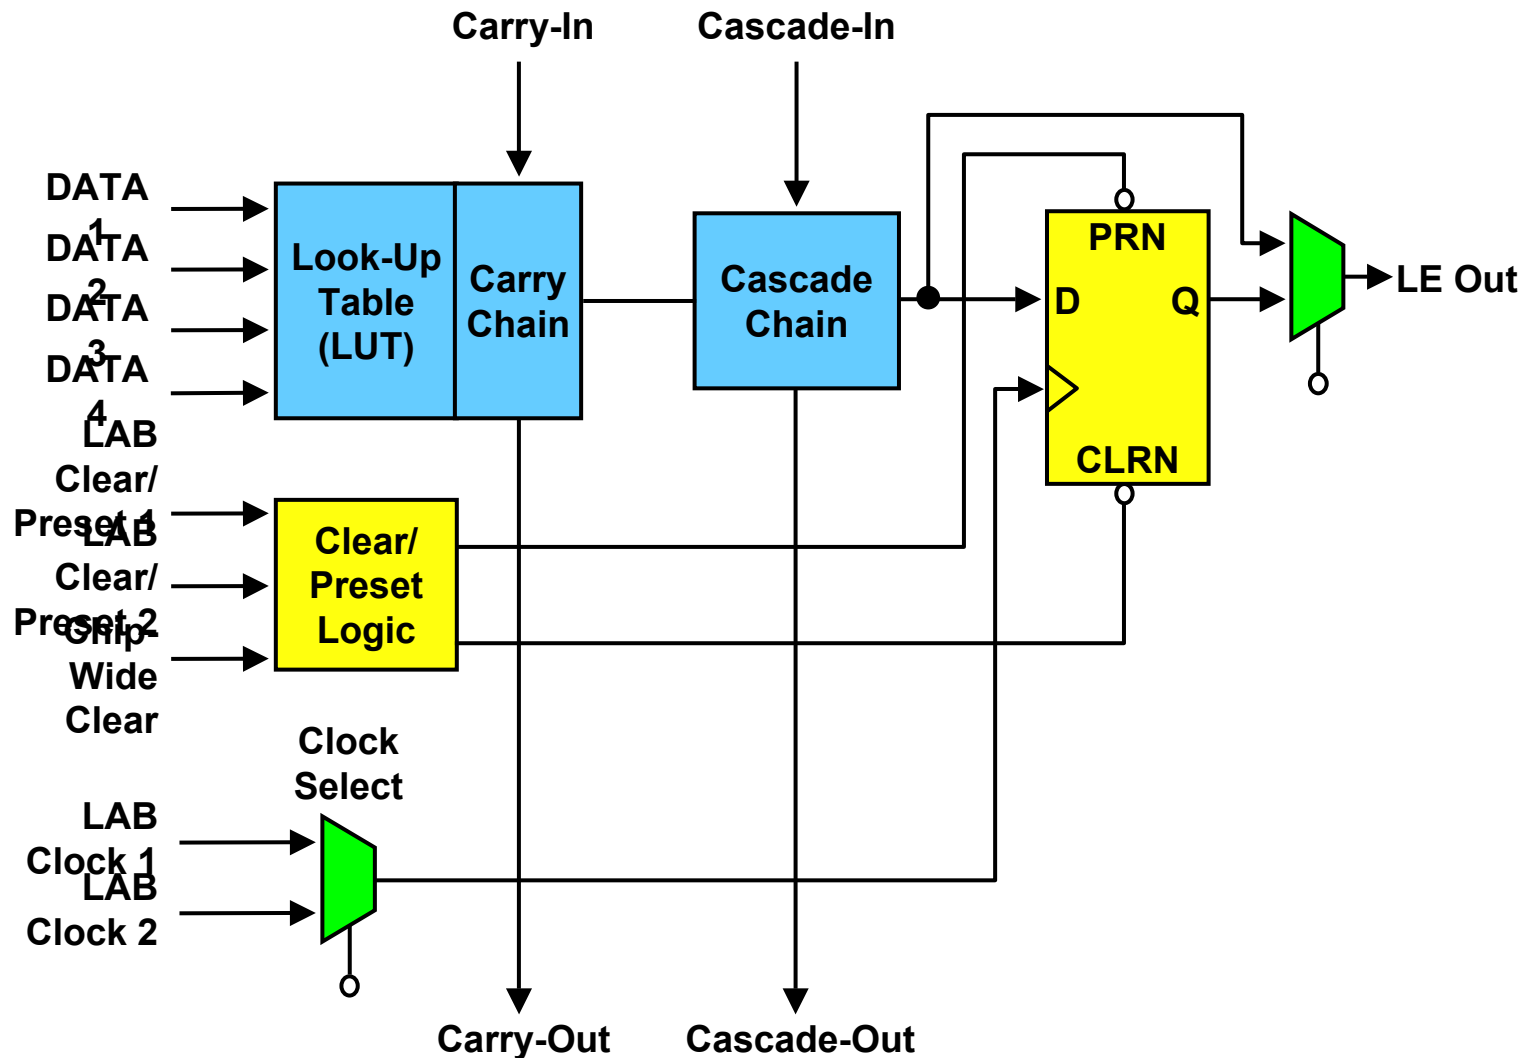 Carry-In
Cascade-In
DATA
1
DATA
2
DATA
3
DATA
4
Look-Up
Table
(LUT)
Carry
Chain
Cascade
Chain
PRN
D
Q
CLRN
LE Out
LAB
Clear/
Preset 1
LAB
Clear/
Preset 2
Chip-
Wide
Clear
Clear/
Preset
Logic
Clock
Select
LAB
Clock 1
LAB
Clock 2
Carry-Out
Cascade-Out